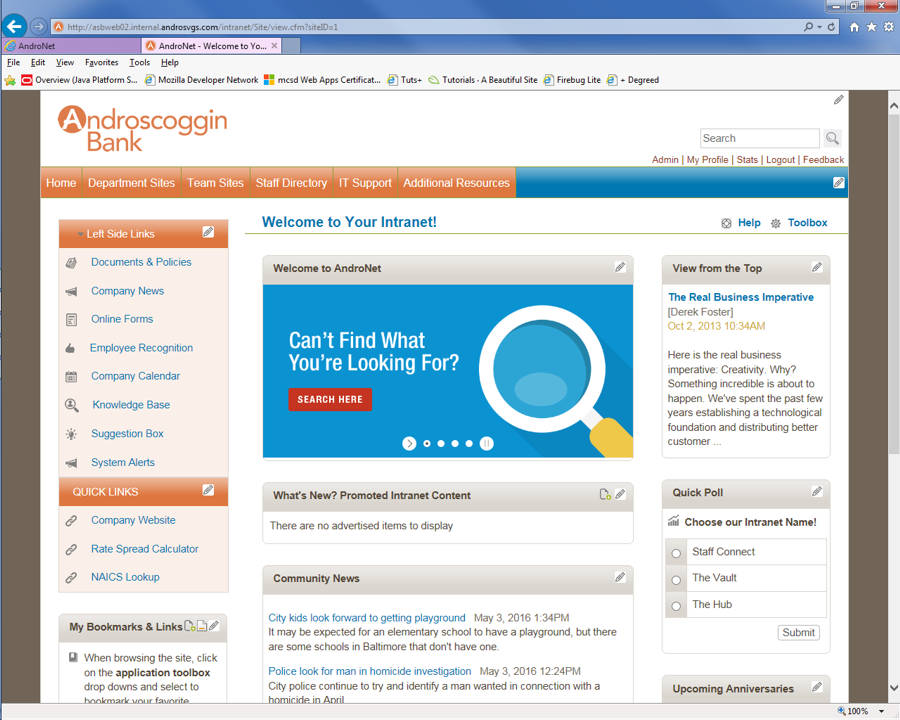 http://asbweb02.internal.androsvgs.com/intranet/Site/view.cfm?siteID=1
AndroNet
AndroNet - Welcome to Yo...
File Edit View Favorites Tools Help
Overview (Java Platform S... Mozilla Developer Network mcsd Web Apps Certificat... Tuts+ Tutorials - A Beautiful Site Firebug Lite + Degreed
Androscoggin
Bank
Search
Admin | My Profile | Stats | Logout | Feedback
Home Department Sites Team Sites Staff Directory IT Support Additional Resources
Left Side Links
Documents & Policies
Company News
Online Forms
Employee Recognition
Company Calendar
Knowledge Base
Suggestion Box
System Alerts
QUICK LINKS
Company Website
Rate Spread Calculator
NAICS Lookup
My Bookmarks & Links
When browsing the site, click
on the application toolbox
drop downs and select to
bookmark your favorite
Welcome to Your Intranet!
Help Toolbox
Welcome to AndroNet
Can't Find What
You're Looking For?
SEARCH HERE
What's New? Promoted Intranet Content
There are no advertised items to display
Community News
City kids look forward to getting playground May 3, 2016 1:34PM
It may be expected for an elementary school to have a playground, but there
are some schools in Baltimore that don't have one.
Police look for man in homicide investigation May 3, 2016 12:24PM
City police continue to try and identify a man wanted in connection with a
homicide in April
View from the Top
The Real Business Imperative
[Derek Foster]
Oct 2, 2013 10:34AM
Here is the real business
imperative: Creativity. Why?
Something incredible is about to
happen. We've spent the past few
years establishing a technological
foundation and distributing better
customer ...
Quick Poll
Choose our Intranet Name!
Staff Connect
The Vault
The Hub
Submit
Upcoming Anniversaries
100%